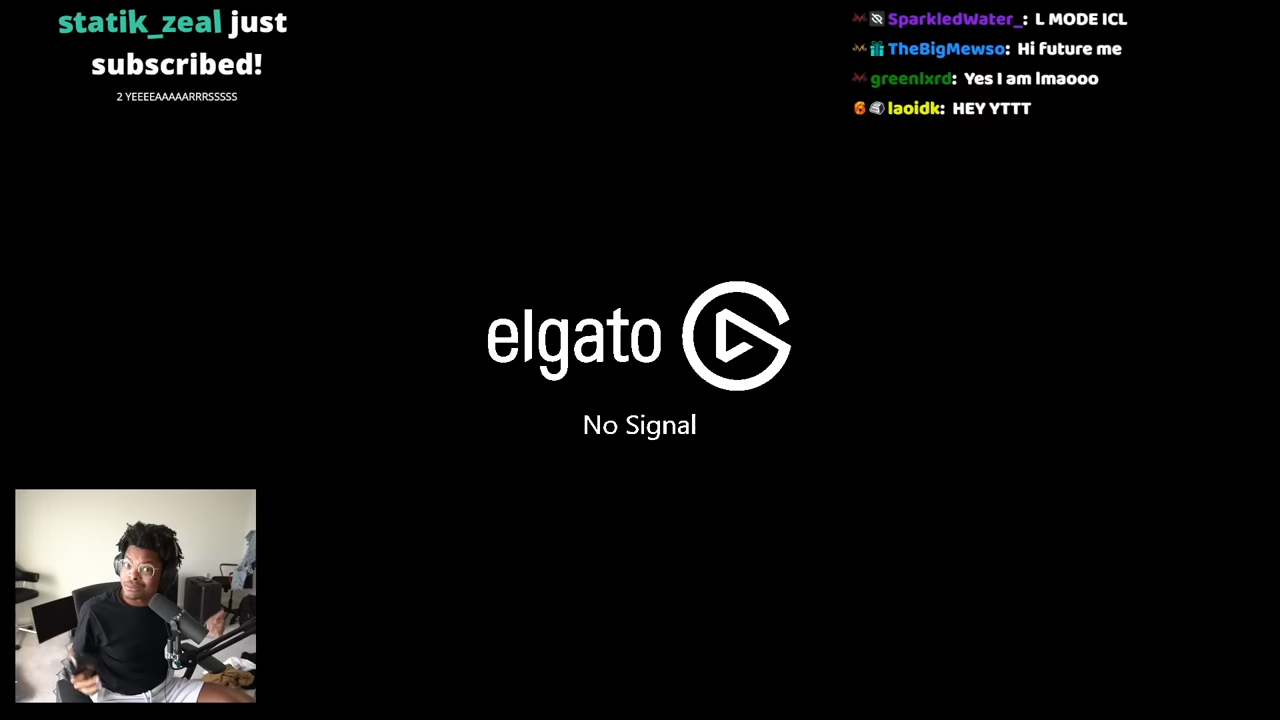 statik_zeal just
subscribed!
2 YEEEEAAAAARRRSSSSS
SparkledWater_: L MODE ICL
TheBigMewso: Hi future me
greenlxrd: Yes I am lmaooo
laoidk: HEY YTTT
elgato
No Signal